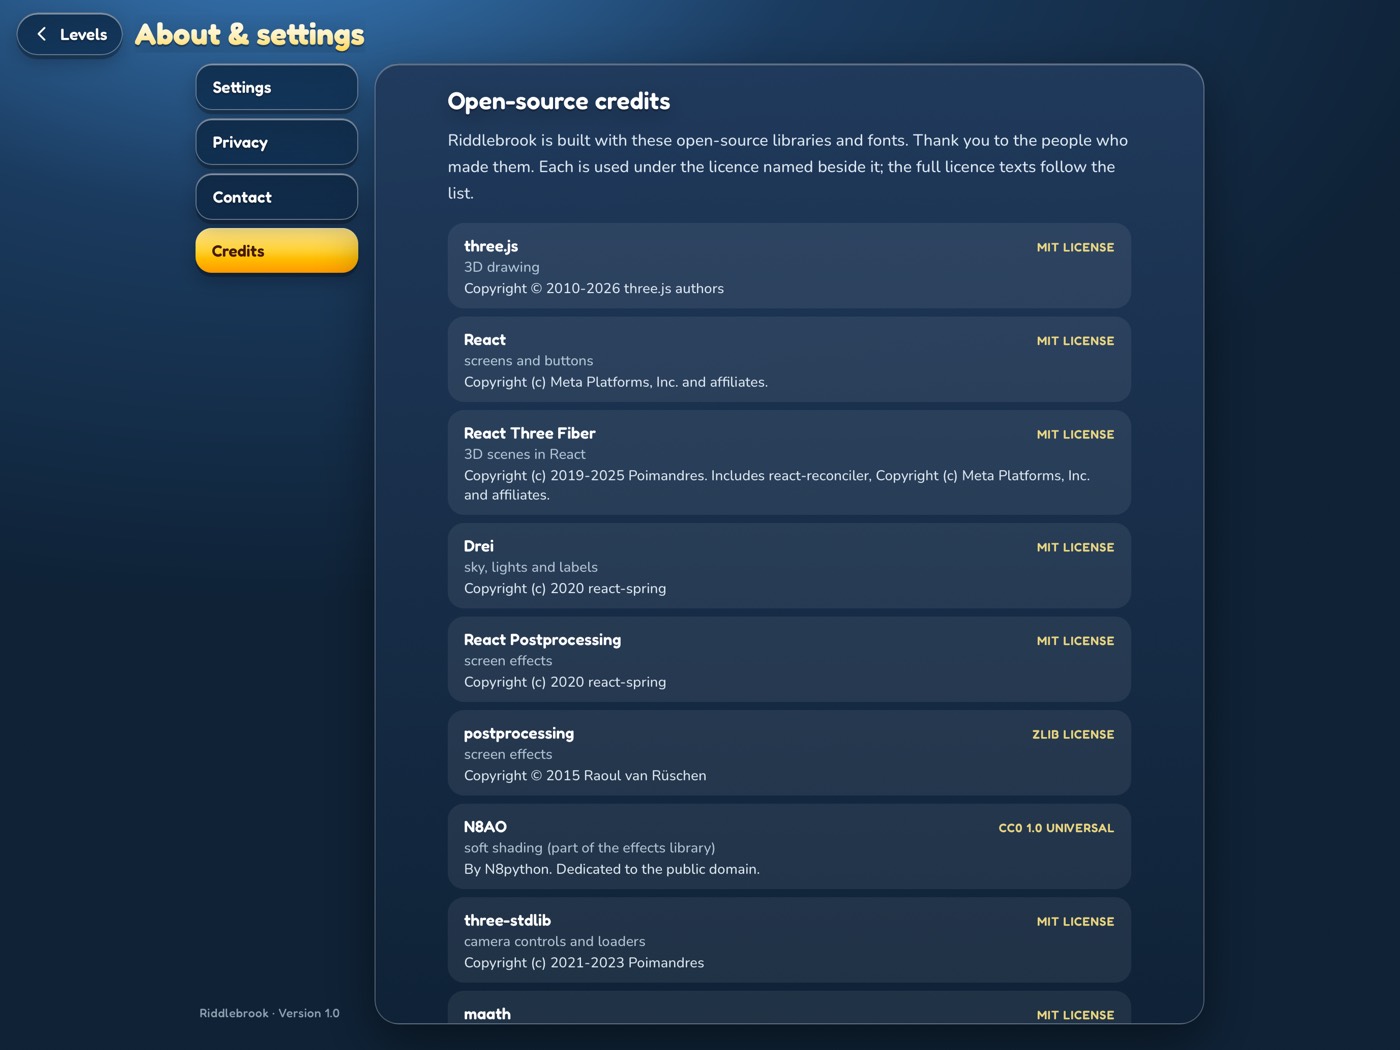 Levels
About & settings
Settings
Privacy
Contact
Credits
Riddlebrook · Version 1.0
Open-source credits
Riddlebrook is built with these open-source libraries and fonts. Thank you to the people who
made them. Each is used under the licence named beside it; the full licence texts follow the
list.
three.js
MIT LICENSE
3D drawing
Copyright © 2010-2026 three.js authors
React
MIT LICENSE
screens and buttons
Copyright (c) Meta Platforms, Inc. and affiliates.
React Three Fiber
MIT LICENSE
3D scenes in React
Copyright (c) 2019-2025 Poimandres. Includes react-reconciler, Copyright (c) Meta Platforms, Inc.
and affiliates.
Drei
MIT LICENSE
sky, lights and labels
Copyright (c) 2020 react-spring
React Postprocessing
MIT LICENSE
screen effects
Copyright (c) 2020 react-spring
postprocessing
ZLIB LICENSE
screen effects
Copyright © 2015 Raoul van Rüschen
N8AO
CC0 1.0 UNIVERSAL
soft shading (part of the effects library)
By N8python. Dedicated to the public domain.
three-stdlib
MIT LICENSE
camera controls and loaders
Copyright (c) 2021-2023 Poimandres
maath
MIT LICENSE